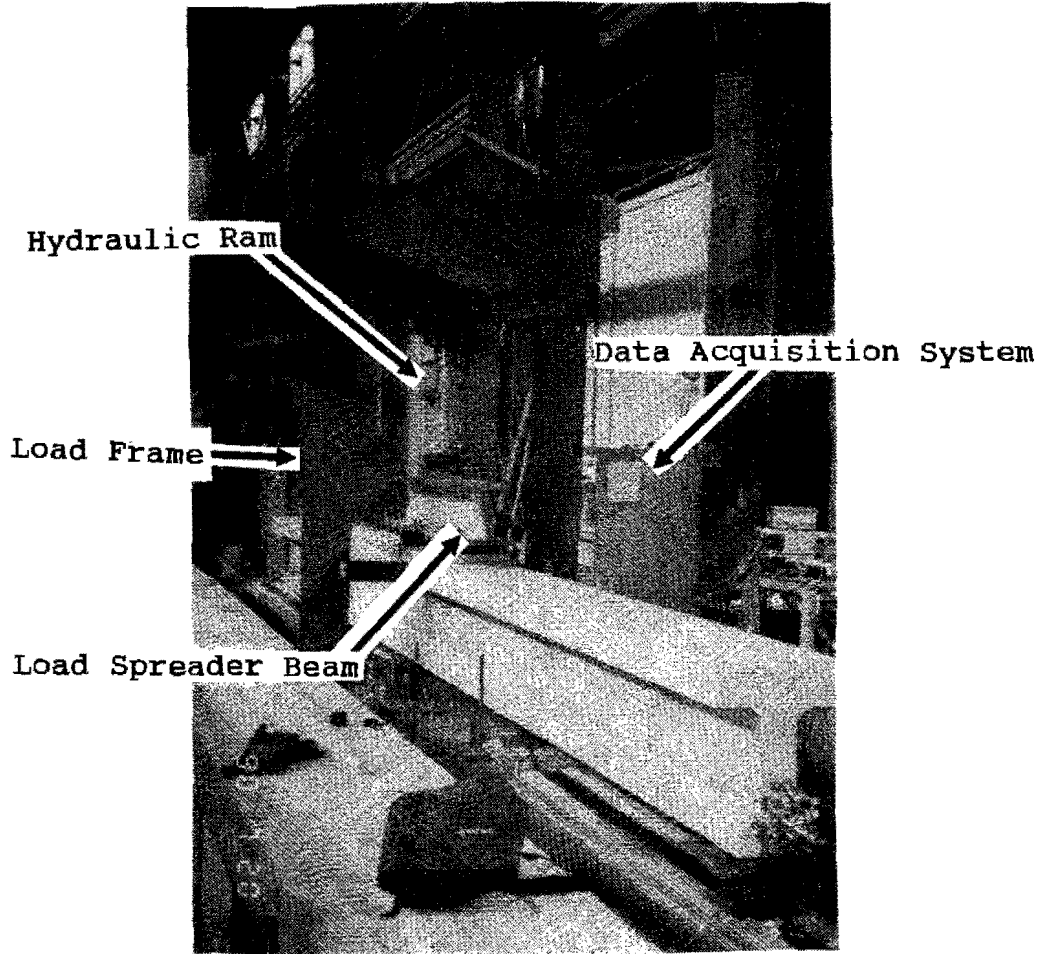 Hydraulic Ram
Data Acquisition System
Load Frame
Load Spreader Beam